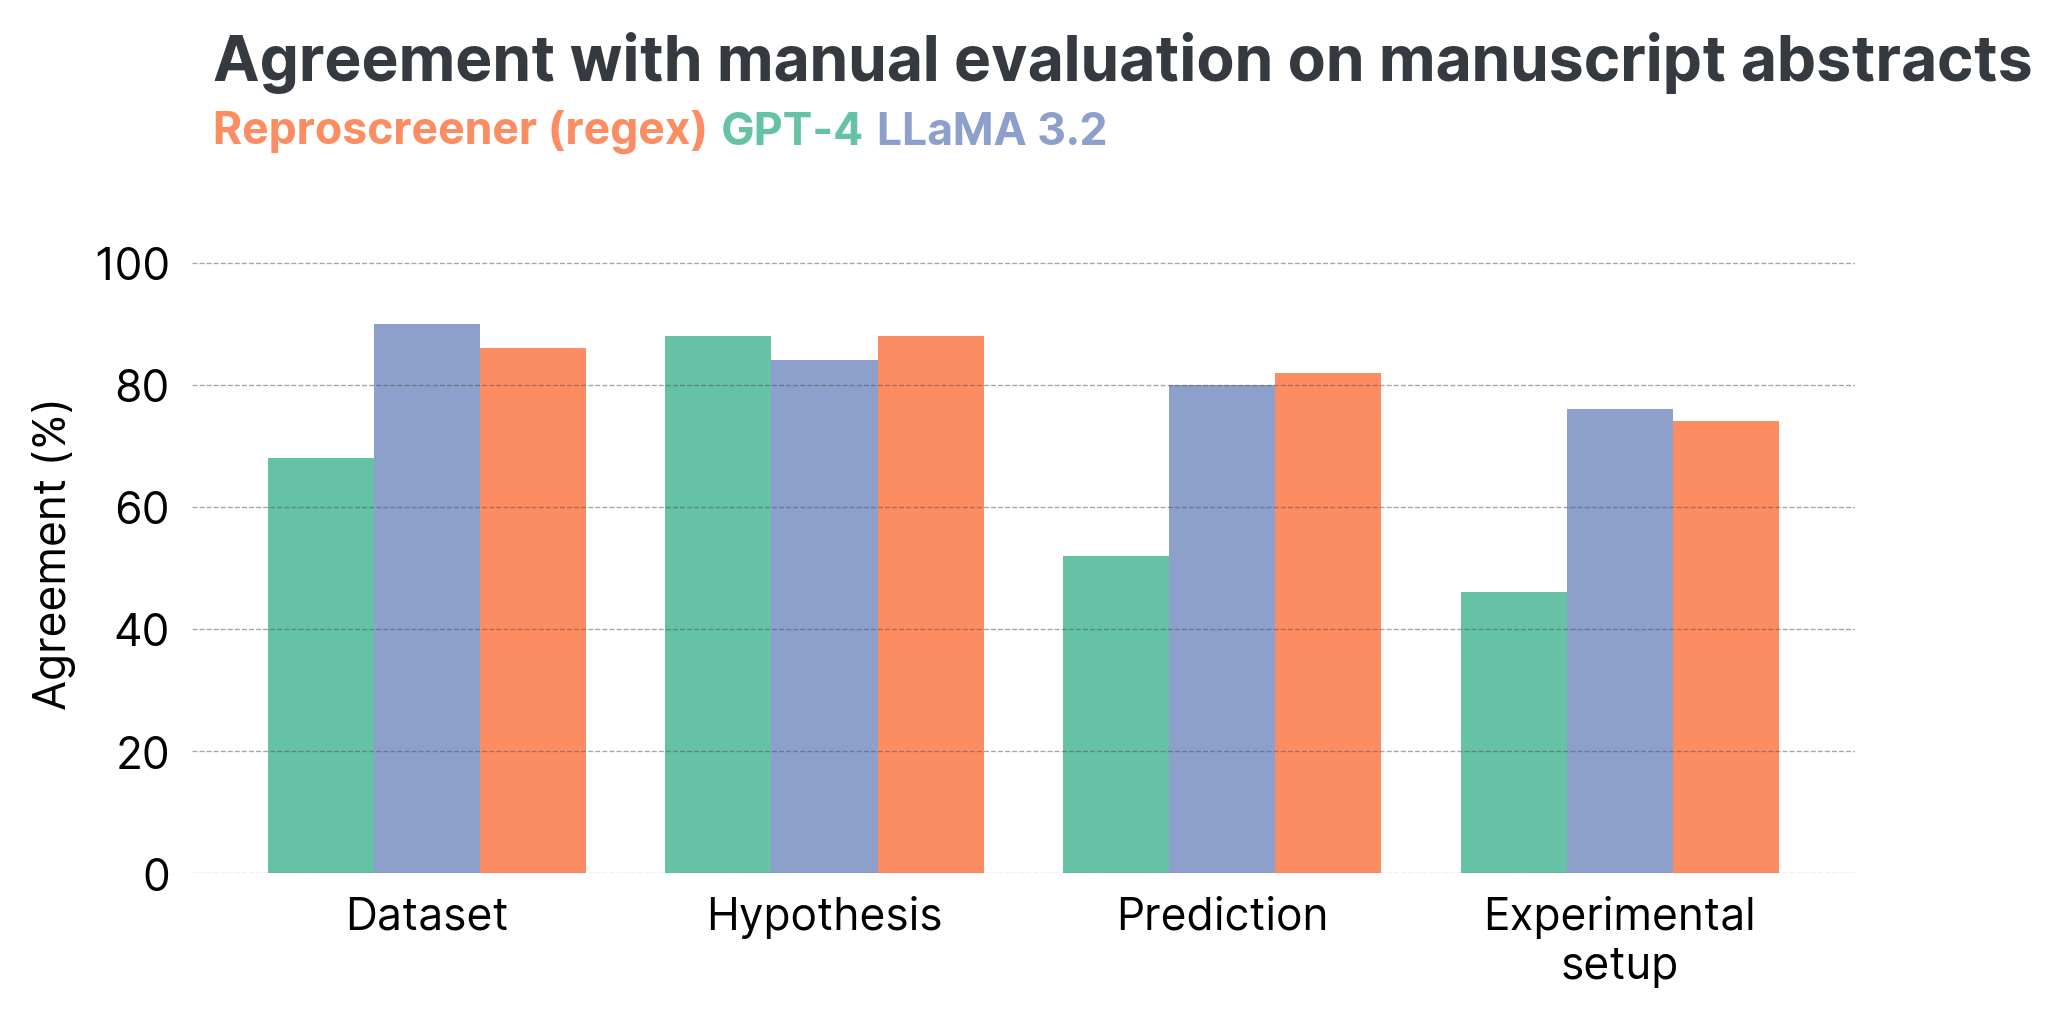 Agreement with manual evaluation on manuscript abstracts
Reproscreener (regex) GPT-4 LLaMA 3.2
Agreement (%)
100
80
60
40
20
0
Dataset
Hypothesis
Prediction
Experimental
setup